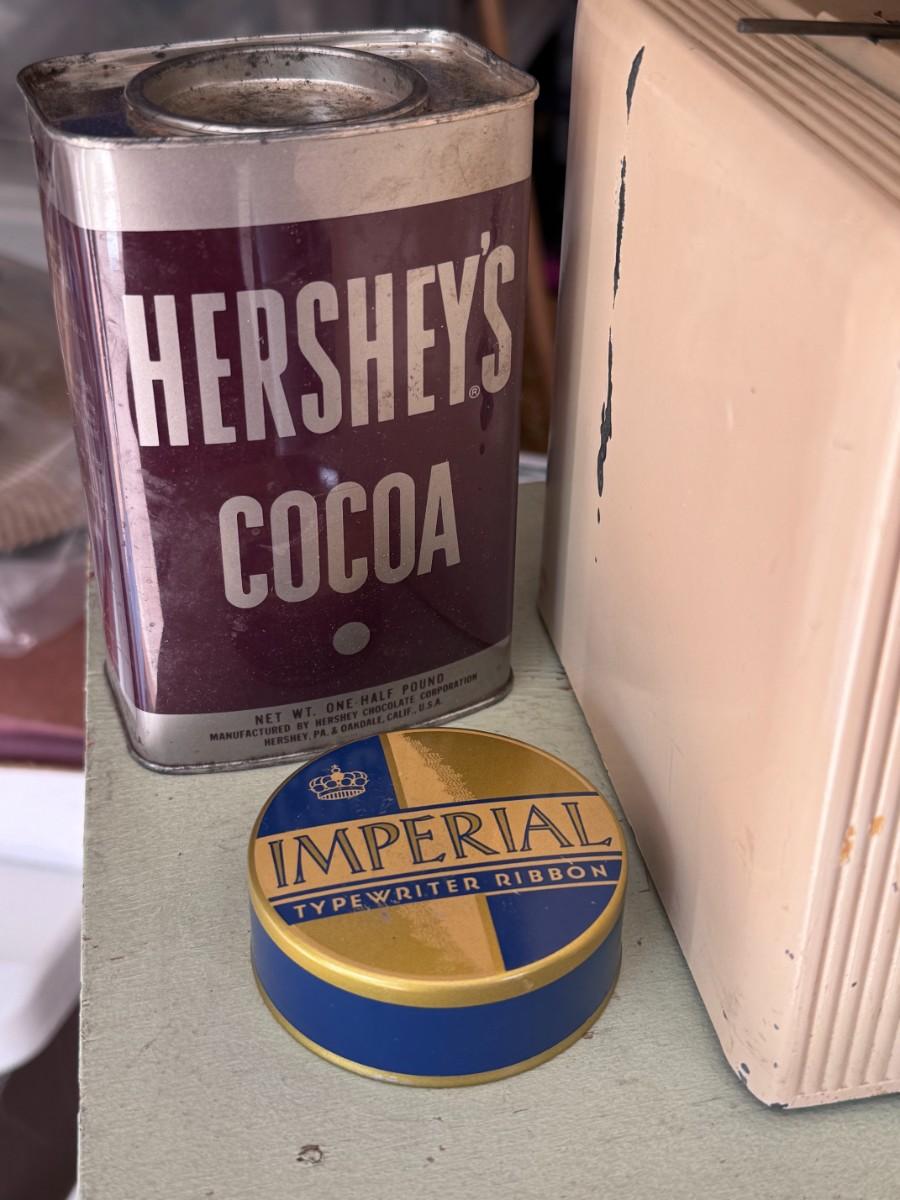 HERSHEY'S
®
COCOA
NET WT. ONE-HALF POUND
MANUFACTURED BY HERSHEY CHOCOLATE CORPORATION
HERSHEY, PA. & OAKDALE, CALIF., U.S.A.
IMPERIAL
TYPEWRITER RIBBON